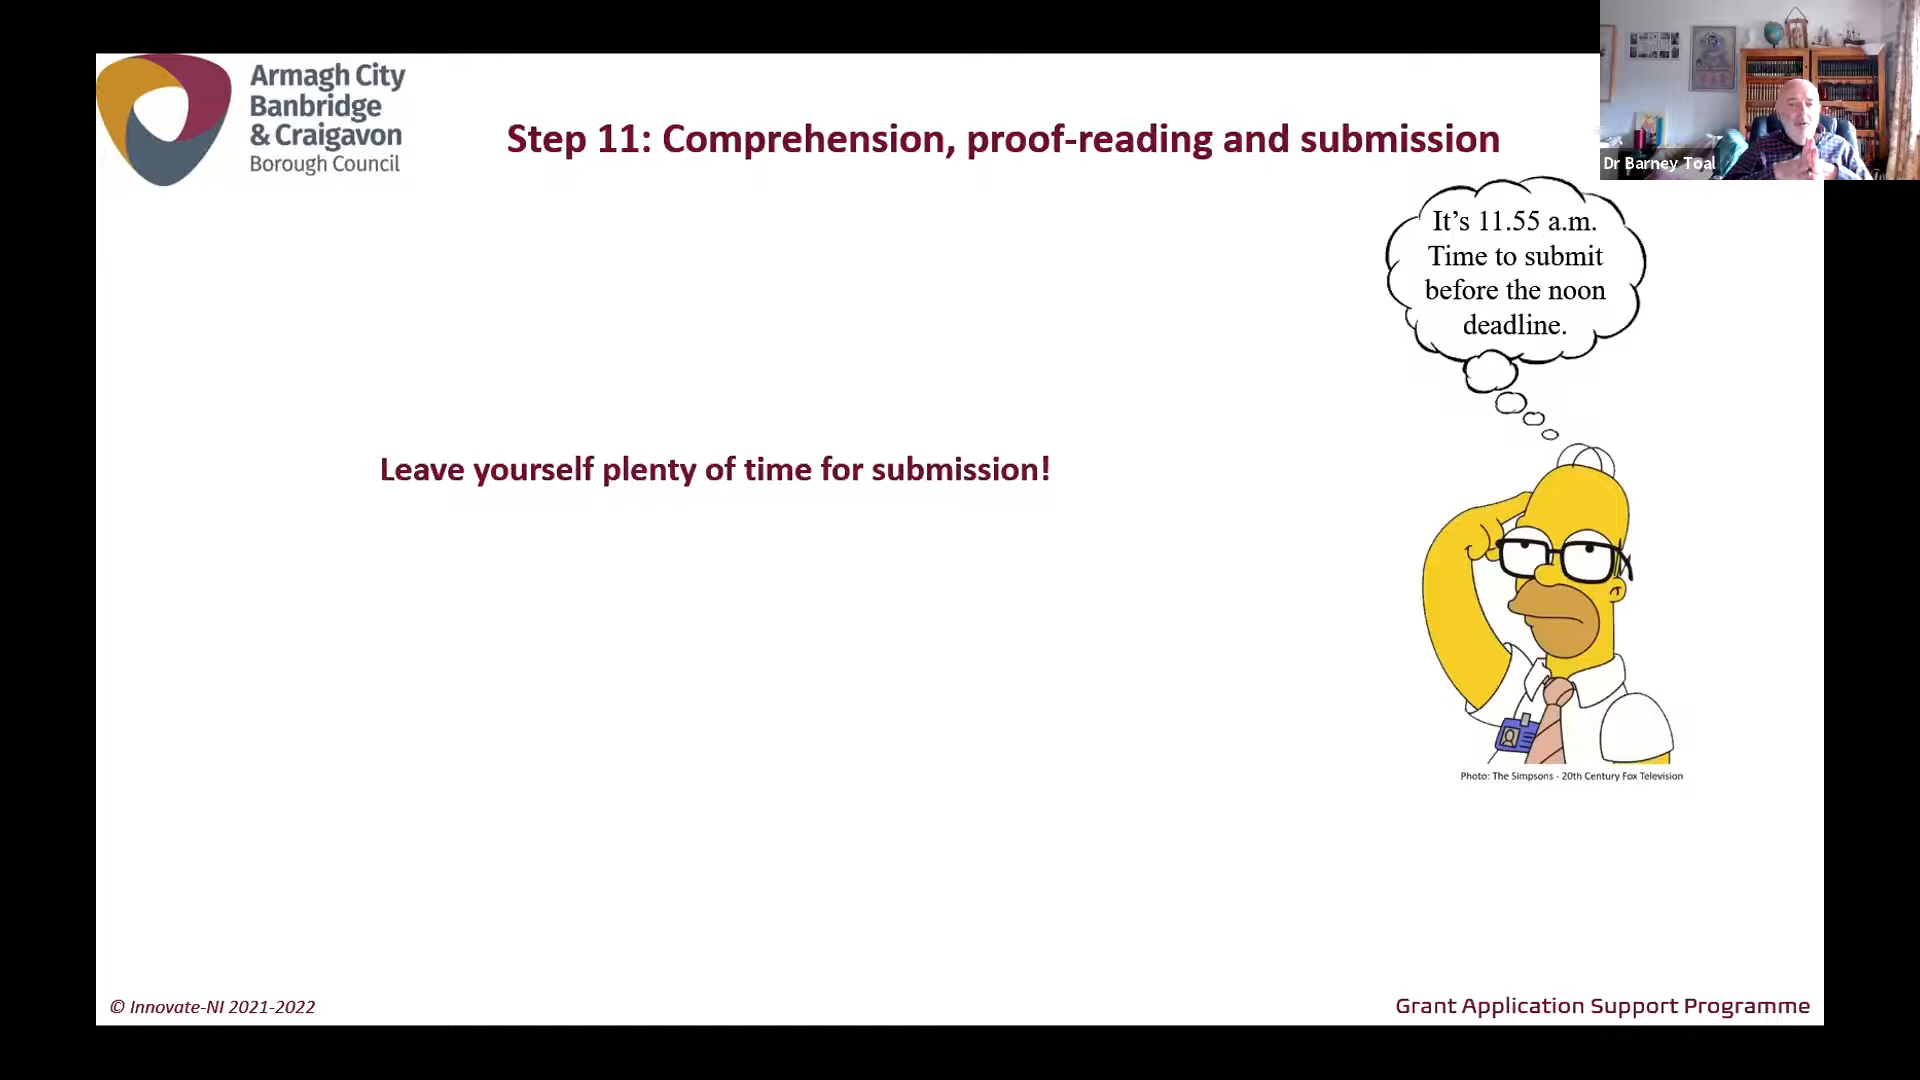 Armagh City
Banbridge
& Craigavon
Borough Council
Step 11: Comprehension, proof-reading and submission
Dr Barney Toal
It's 11.55 a.m.
Time to submit
before the noon
deadline.
Leave yourself plenty of time for submission!
Photo: The Simpsons - 20th Century Fox Television
© Innovate-NI 2021-2022
Grant Application Support Programme